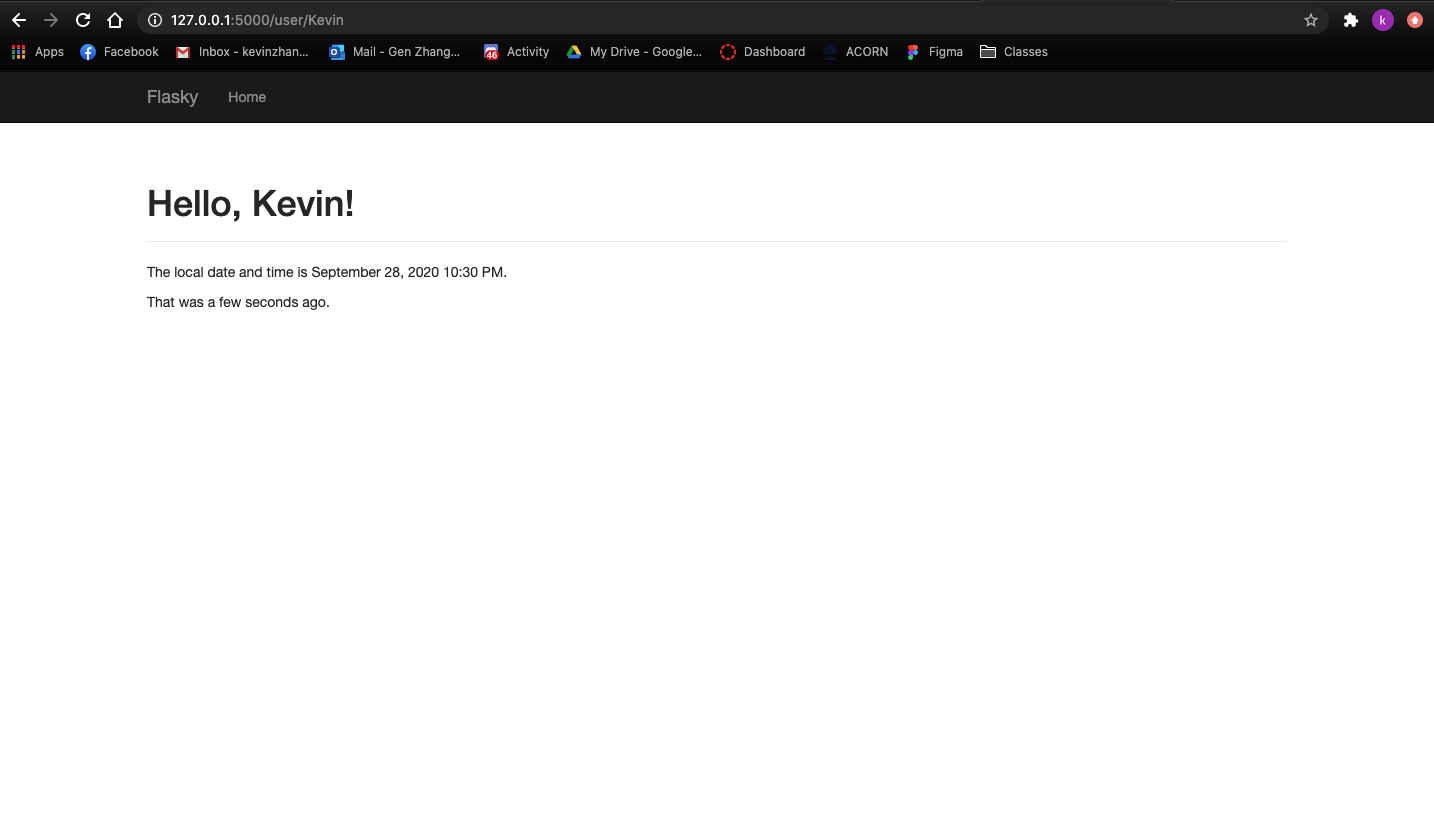 127.0.0.1:5000/user/Kevin
k
Apps Facebook Inbox - kevinzhan... Mail - Gen Zhang... 46 Activity My Drive - Google... Dashboard ACORN Figma Classes
Flasky Home
Hello, Kevin!
The local date and time is September 28, 2020 10:30 PM.
That was a few seconds ago.